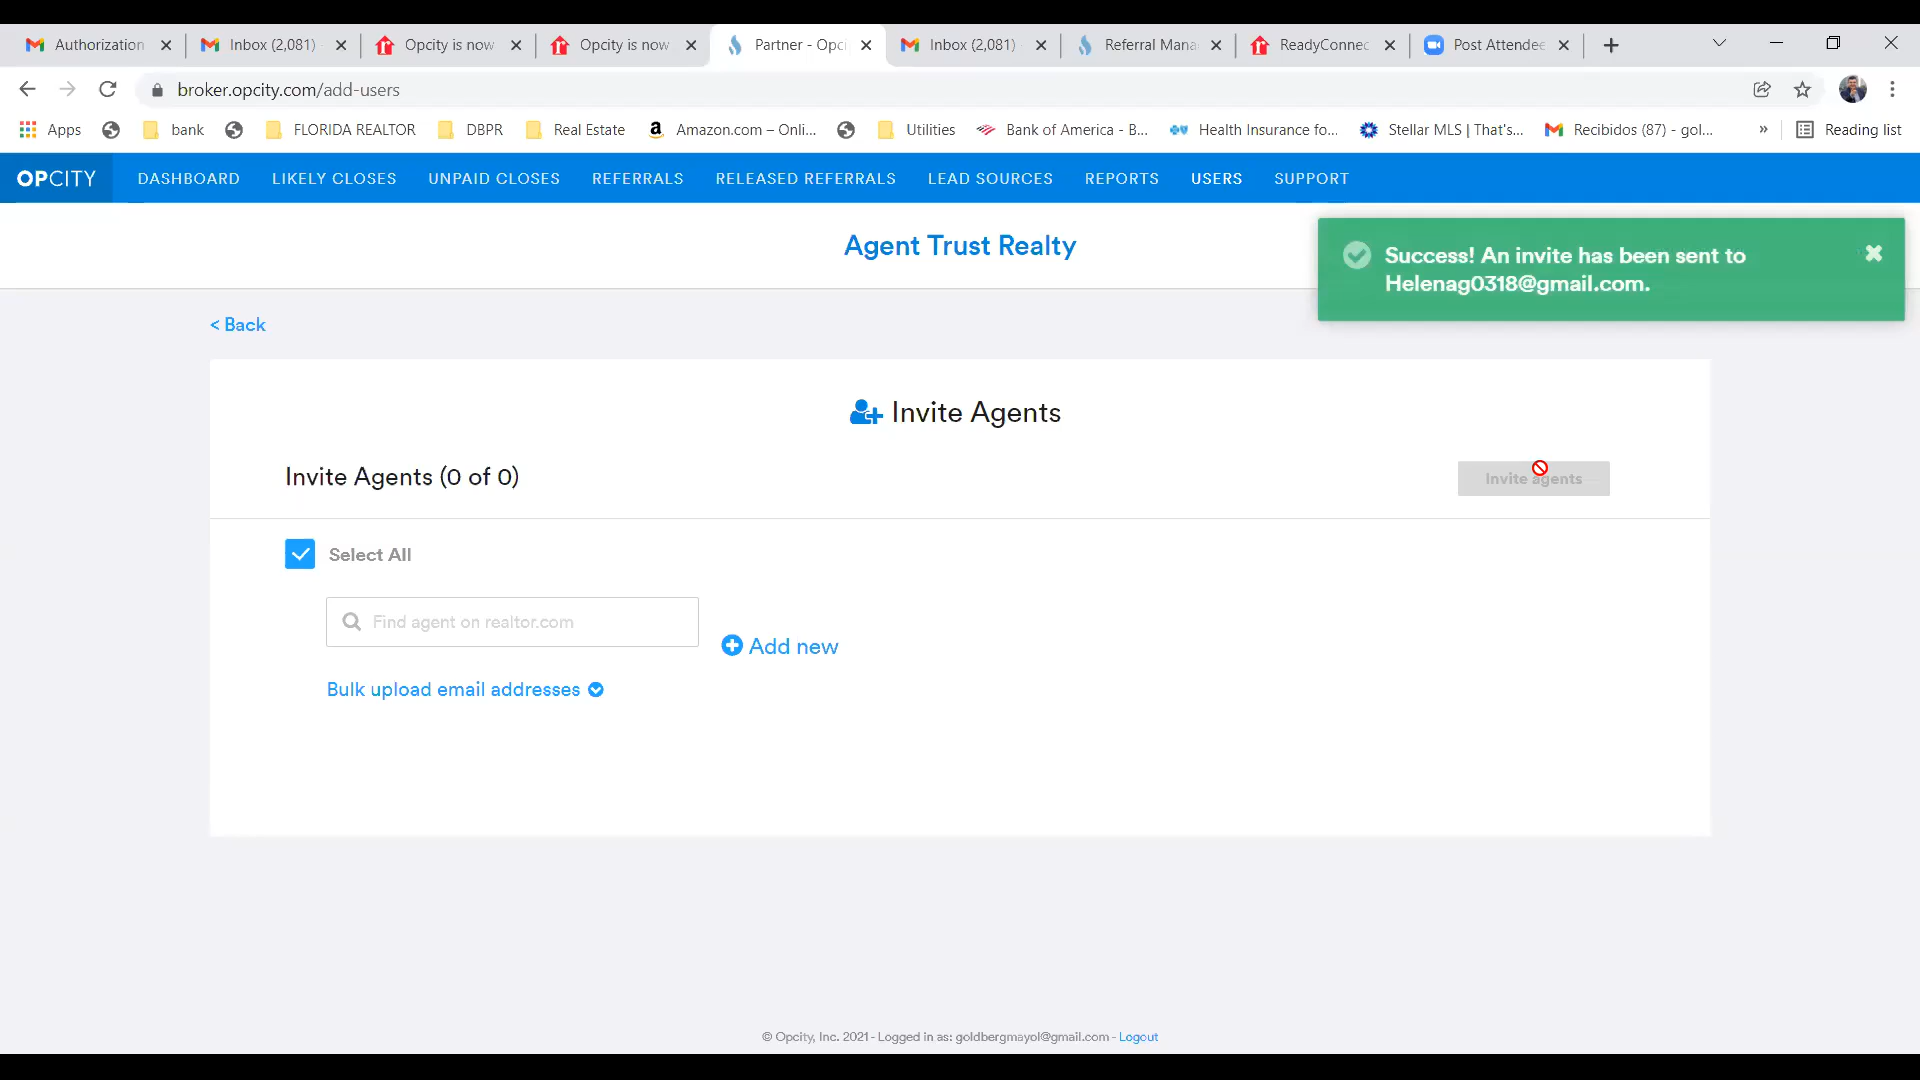 Authorization
Inbox (2,081)
Opcity is now
Opcity is now
Partner - Opci
Inbox (2,081)
Referral Mana
ReadyConnec
Post Attendee
broker.opcity.com/add-users
Apps
bank
FLORIDA REALTOR
DBPR
Real Estate
Amazon.com – Onli...
Utilities
Bank of America - B...
Health Insurance fo...
Stellar MLS | That's...
Recibidos (87) - gol...
»
Reading list
OPCITY
DASHBOARD
LIKELY CLOSES
UNPAID CLOSES
REFERRALS
RELEASED REFERRALS
LEAD SOURCES
REPORTS
USERS
SUPPORT
Agent Trust Realty
Success! An invite has been sent to
Helenag0318@gmail.com.
< Back
Invite Agents
Invite Agents (0 of 0)
Invite agents
Select All
Find agent on realtor.com
Add new
Bulk upload email addresses
© Opcity, Inc. 2021 - Logged in as: goldbergmayol@gmail.com - Logout